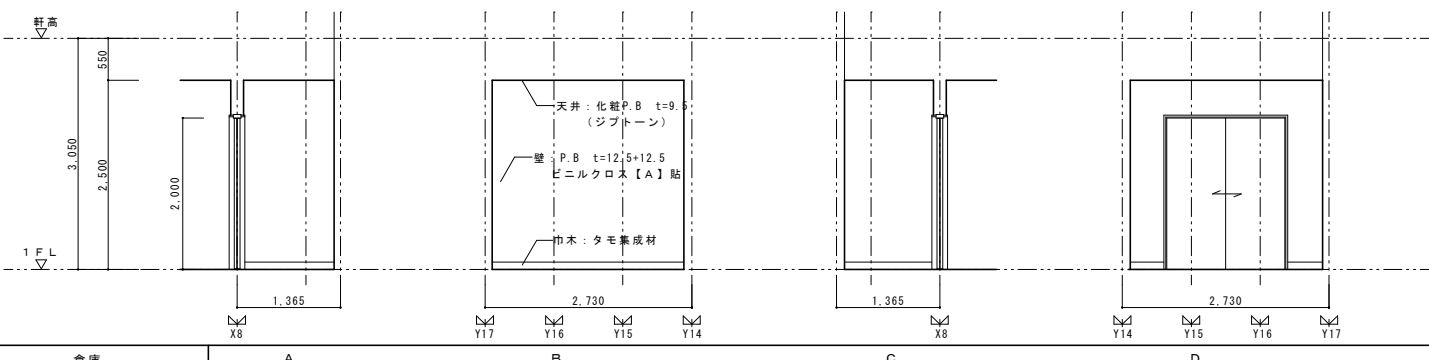 軒高
550
3,050
2,500
2,000
1FL
天井：化粧P.B t=9.5
（ジプトーン）
壁：P.B t=12.5+12.5
ビニルクロス【A】貼
巾木：タモ集成材
1,365
2,730
1,365
2,730
X8
Y17
Y16
Y15
Y14
X8
Y14
Y15
Y16
Y17
倉庫
A
B
C
D